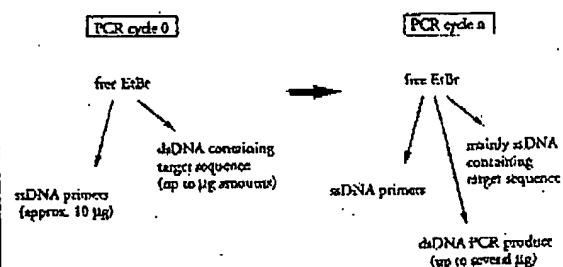 PCR cycle 0
free EtBr
dsDNA containing
target sequence
(up to µg amounts)
ssDNA primers
(approx. 10 µg)
PCR cycle n
free EtBr
mainly ssDNA
containing
target sequence
ssDNA primers
dsDNA PCR product
(up to several µg)